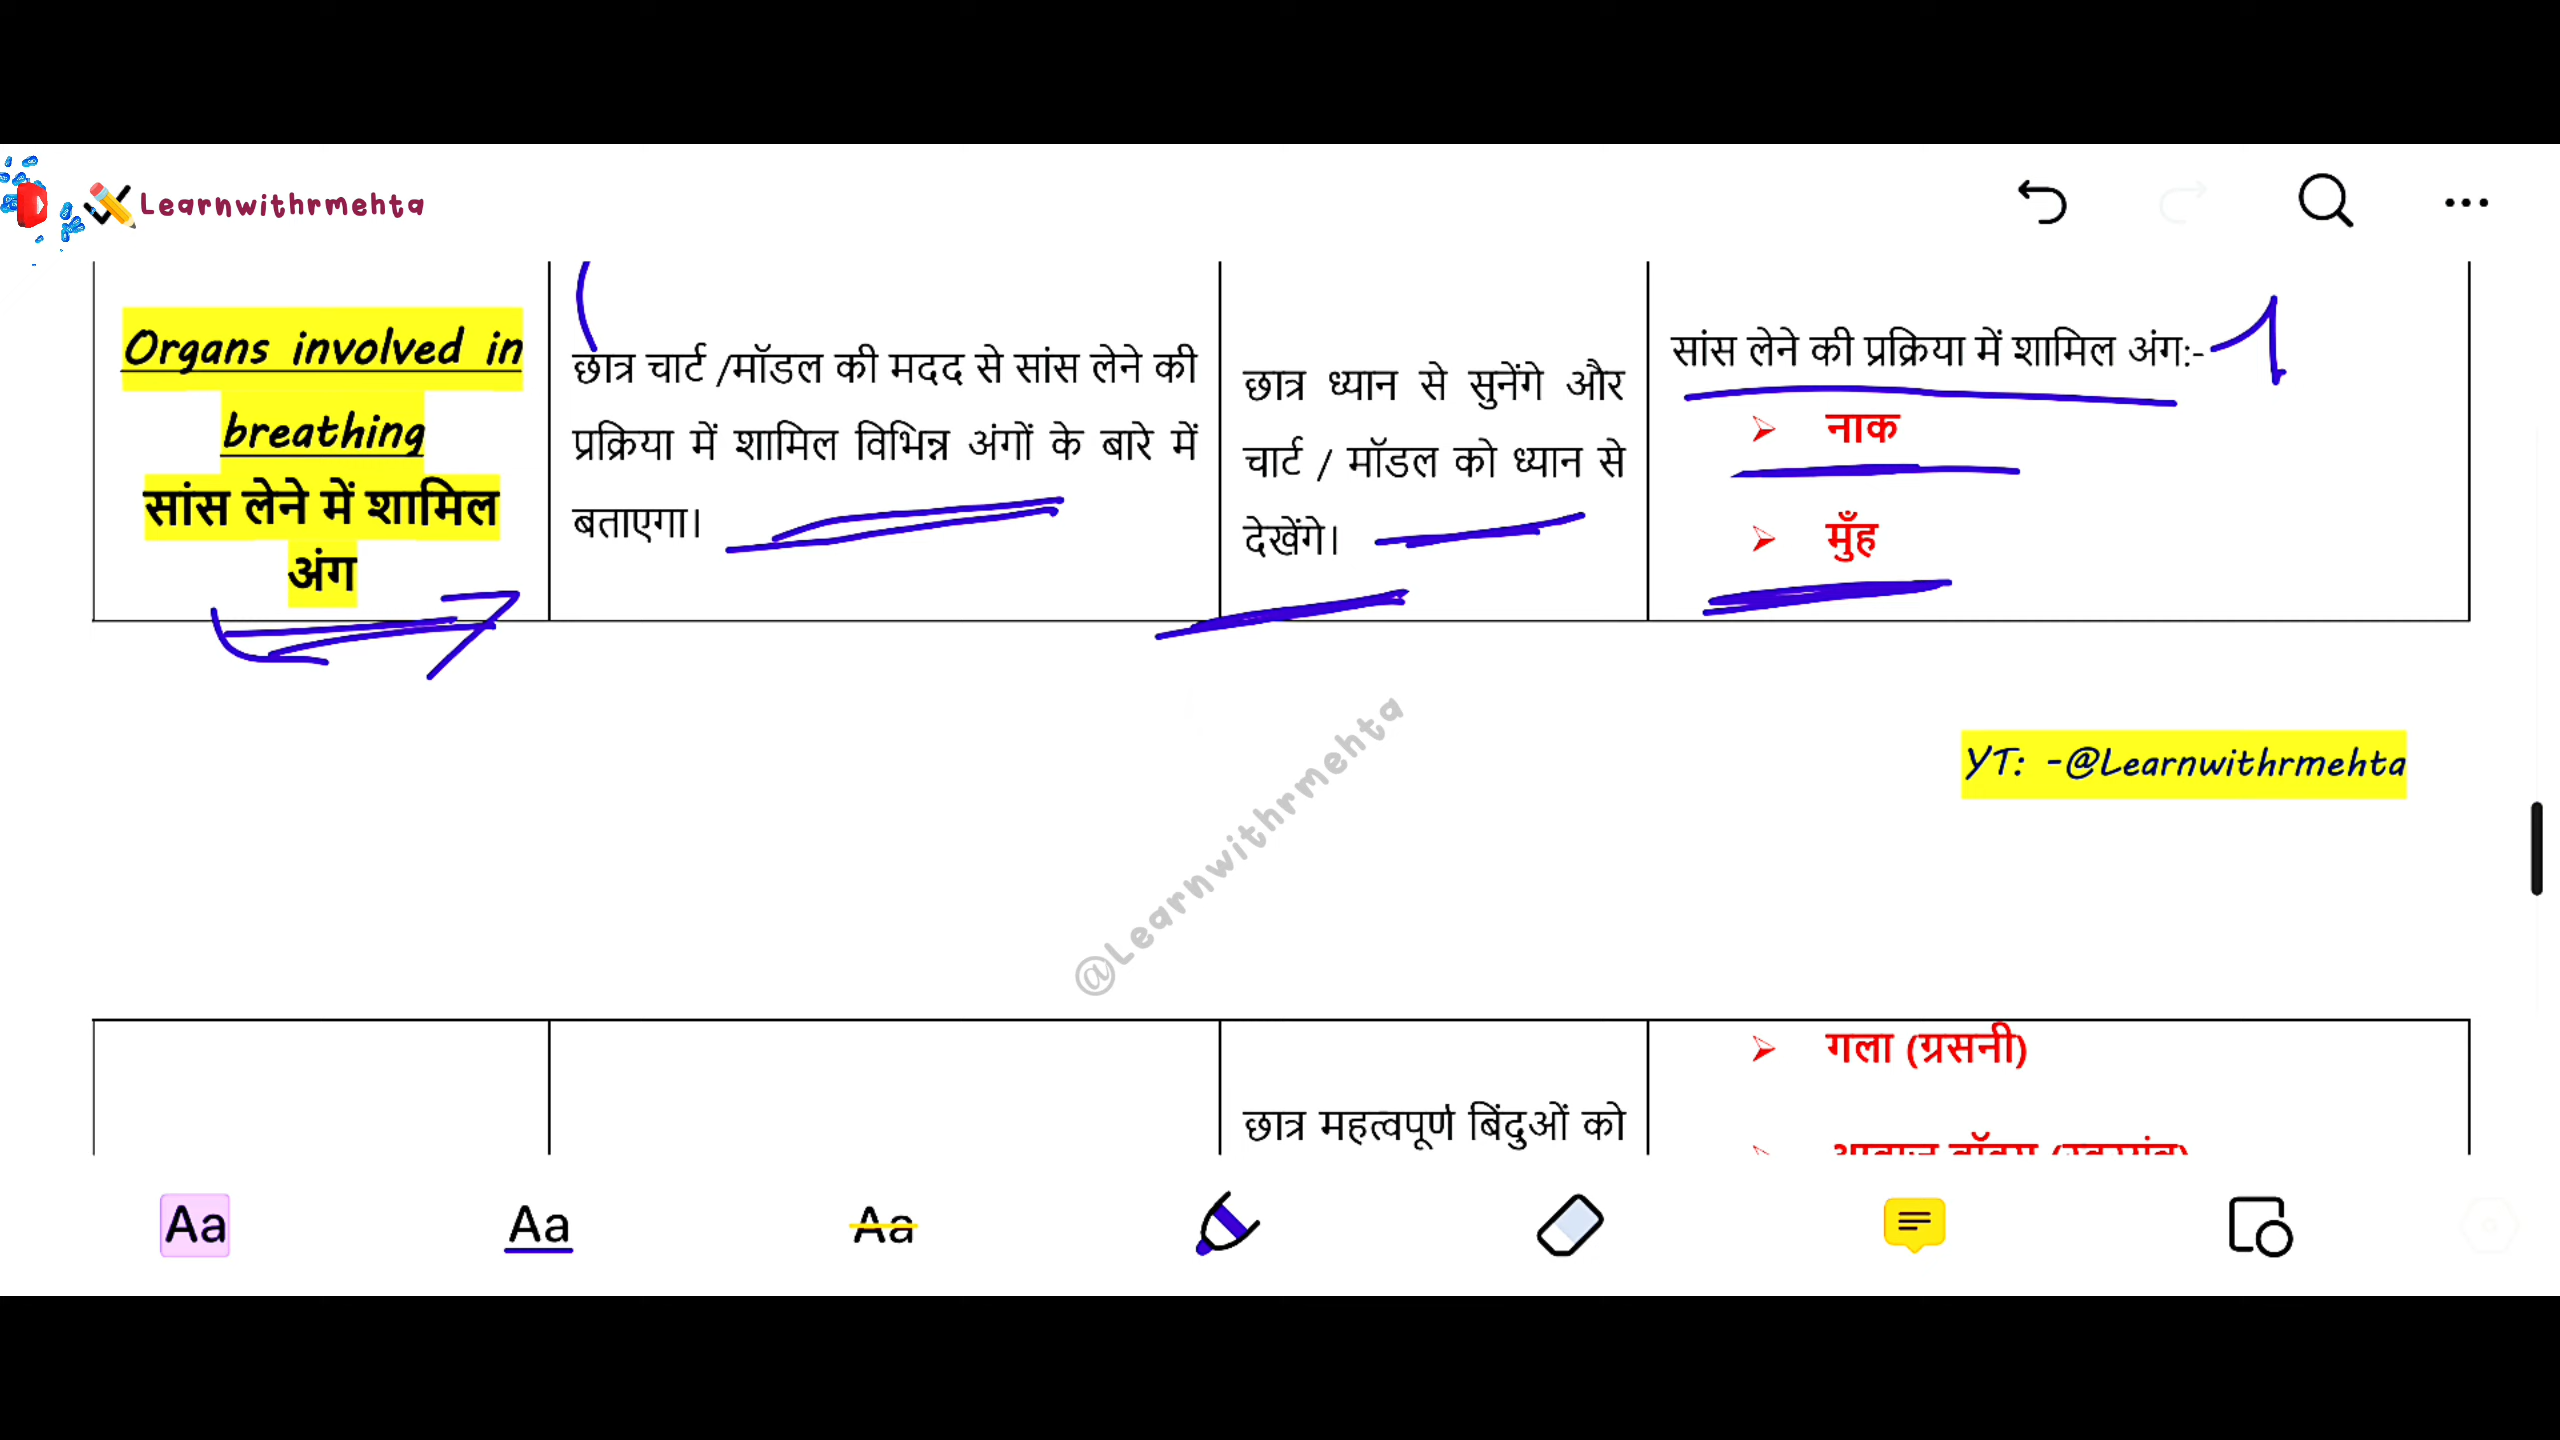 Learnwithrmehta
Organs involved in
breathing
सांस लेने में शामिल
अंग
छात्र चार्ट /मॉडल की मदद से सांस लेने की
प्रक्रिया में शामिल विभिन्न अंगों के बारे में
बताएगा।
छात्र ध्यान से सुनेंगे और
चार्ट / मॉडल को ध्यान से
देखेंगे।
सांस लेने की प्रक्रिया में शामिल अंग:-
➢ नाक
➢ मुँह
YT: -@Learnwithrmehta
@Learnwithrmehta
छात्र महत्वपूर्ण बिंदुओं को
➢ गला (ग्रसनी)
Aa
Aa
Aa